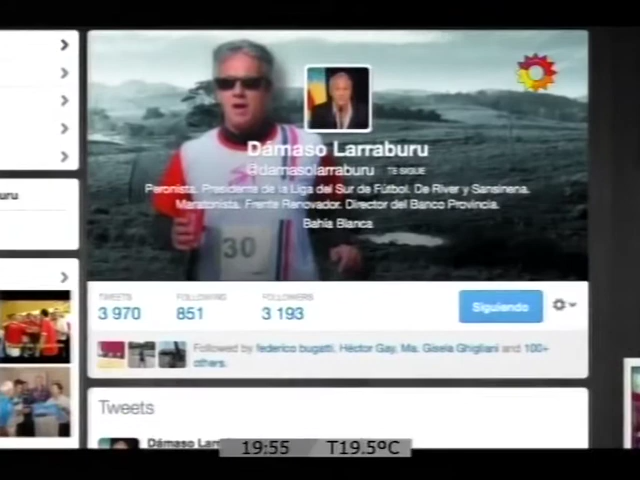 uru
30
Dámaso Larraburu
@damasolarraburu TE SIGUE
Peronista. Presidente de la Liga del Sur de Fútbol. De River y Sansinena.
Maratonista. Frente Renovador. Director del Banco Provincia.
Bahía Blanca
TWEETS FOLLOWING FOLLOWERS
3 970 851 3 193
Siguiendo
Followed by federico bugatti, Héctor Gay, Ma. Gisela Ghigliani and 100+
others.
Tweets
Dámaso Larr
19:55 T19.5ºC